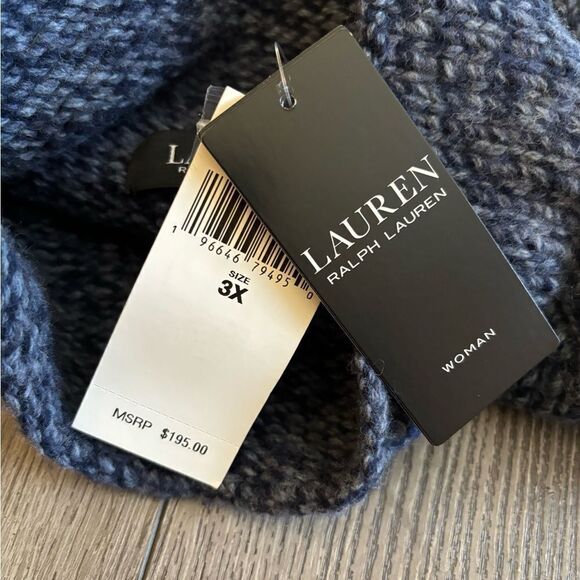 LAUREN
RALPH LAUREN
WOMAN
1 96646 79495 0
SIZE
3X
MSRP $195.00